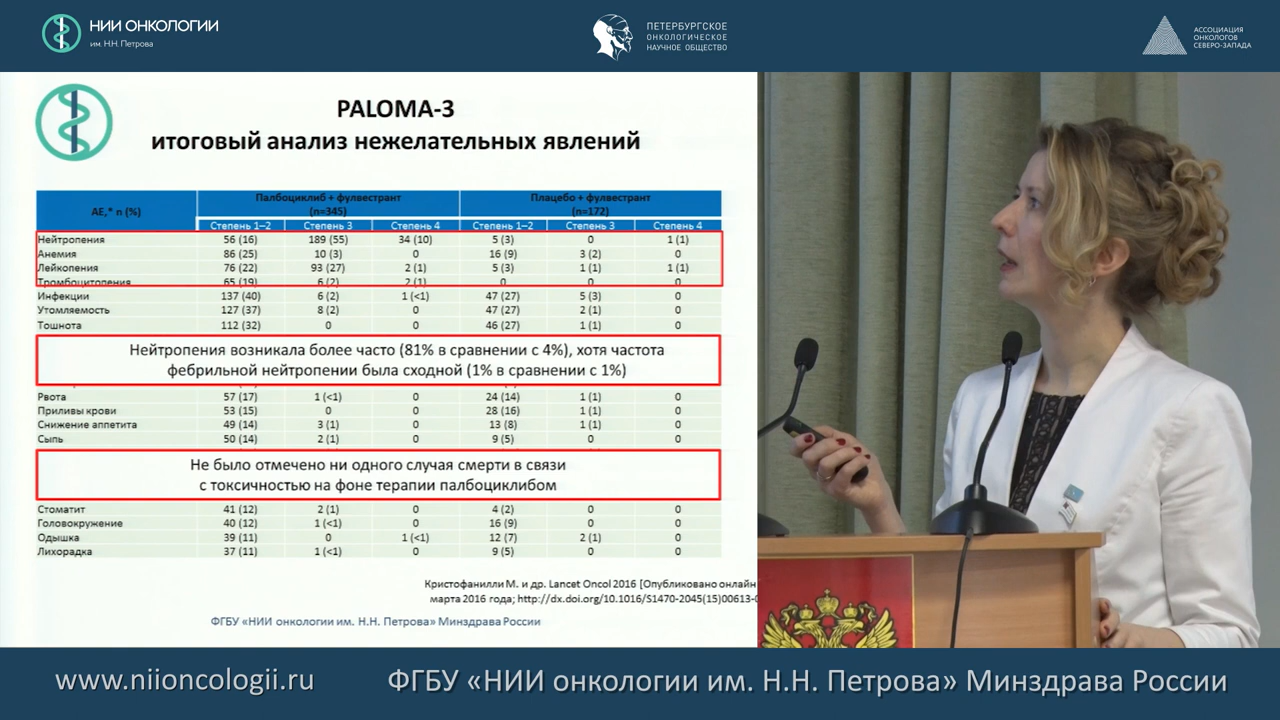 НИИ ОНКОЛОГИИ
им. Н.Н. Петрова
ПЕТЕРБУРГСКОЕ
ОНКОЛОГИЧЕСКОЕ
НАУЧНОЕ ОБЩЕСТВО
АССОЦИАЦИЯ
ОНКОЛОГОВ
СЕВЕРО-ЗАПАДА
PALOMA-3
итоговый анализ нежелательных явлений
AE,* n (%) Палбоциклиб + фулвестрант (n=345) Плацебо + фулвестрант (n=172)
Степень 1–2 Степень 3 Степень 4 Степень 1–2 Степень 3 Степень 4
Нейтропения 56 (16) 189 (55) 34 (10) 5 (3) 0 1 (1)
Анемия 86 (25) 10 (3) 0 16 (9) 3 (2) 0
Лейкопения 76 (22) 93 (27) 2 (1) 5 (3) 1 (1) 1 (1)
Тромбоцитопения 65 (19) 6 (2) 2 (1) 0 0 0
Инфекции 137 (40) 6 (2) 1 (<1) 47 (27) 5 (3) 0
Утомляемость 127 (37) 8 (2) 0 47 (27) 2 (1) 0
Тошнота 112 (32) 0 0 46 (27) 1 (1) 0
Нейтропения возникала более часто (81% в сравнении с 4%), хотя частота
фебрильной нейтропении была сходной (1% в сравнении с 1%)
Рвота 57 (17) 1 (<1) 0 24 (14) 1 (1) 0
Приливы крови 53 (15) 0 0 28 (16) 1 (1) 0
Снижение аппетита 49 (14) 3 (1) 0 13 (8) 1 (1) 0
Сыпь 50 (14) 2 (1) 0 9 (5) 0 0
Не было отмечено ни одного случая смерти в связи
с токсичностью на фоне терапии палбоциклибом
Стоматит 41 (12) 2 (1) 0 4 (2) 0 0
Головокружение 40 (12) 1 (<1) 0 16 (9) 0 0
Одышка 39 (11) 0 1 (<1) 12 (7) 2 (1) 0
Лихорадка 37 (11) 1 (<1) 0 9 (5) 0 0
Кристофанилли М. и др. Lancet Oncol 2016 [Опубликовано онлайн
марта 2016 года; http://dx.doi.org/10.1016/S1470-2045(15)00613-0
ФГБУ «НИИ онкологии им. Н.Н. Петрова» Минздрава России
www.niioncologii.ru ФГБУ «НИИ онкологии им. Н.Н. Петрова» Минздрава России